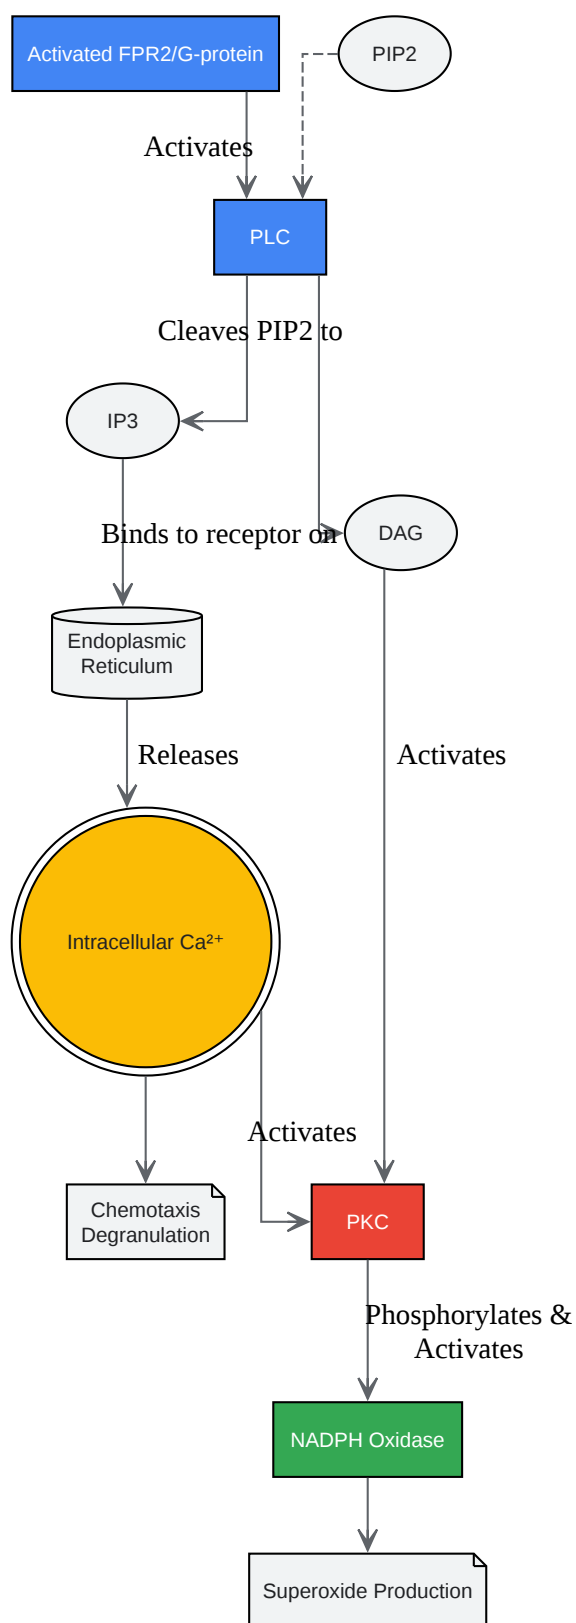 Activated FPR2/G-protein
PIP2
Activates
PLC
Cleaves PIP2 to
IP3
Binds to receptor on
DAG
Endoplasmic
Reticulum
Releases
Activates
Intracellular Ca²⁺
Activates
Chemotaxis
Degranulation
PKC
Phosphorylates &
Activates
NADPH Oxidase
Superoxide Production